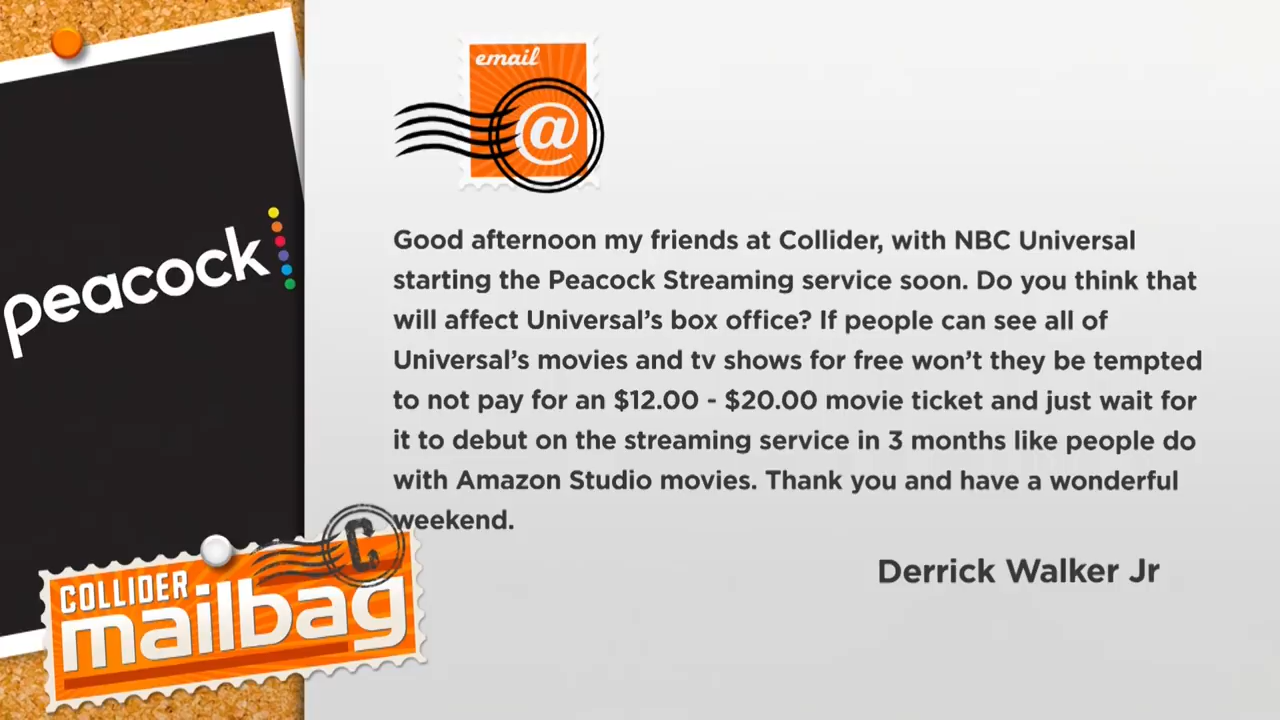 email
@
Good afternoon my friends at Collider, with NBC Universal
starting the Peacock Streaming service soon. Do you think that
will affect Universal's box office? If people can see all of
Universal's movies and tv shows for free won't they be tempted
to not pay for an $12.00 - $20.00 movie ticket and just wait for
it to debut on the streaming service in 3 months like people do
with Amazon Studio movies. Thank you and have a wonderful
weekend.
Derrick Walker Jr
peacock
C
COLLIDER
mailbag